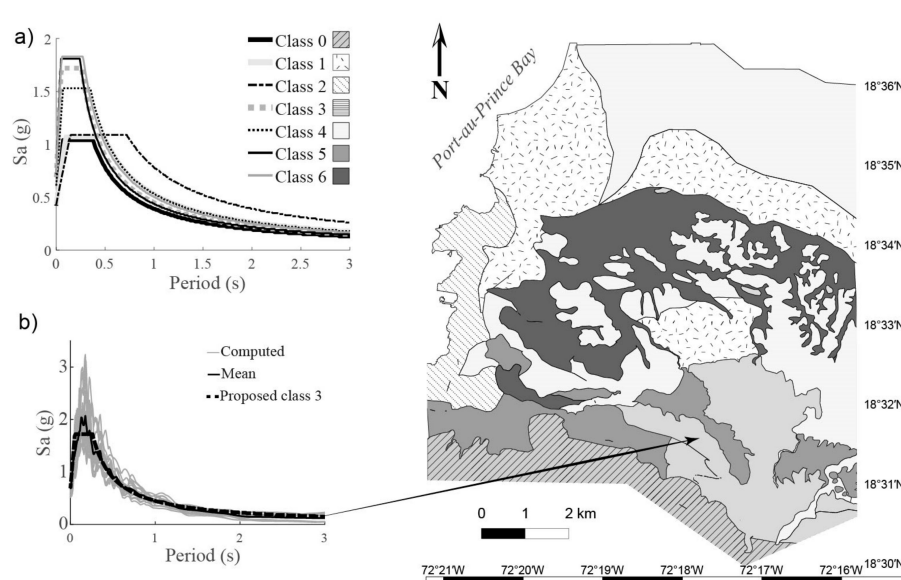 a)
Sa (g)
2
1.5
1
0.5
0
0 0.5 1 1.5 2 2.5 3
Period (s)
Class 0
Class 1
Class 2
Class 3
Class 4
Class 5
Class 6
b)
Sa (g)
3
2
1
0
0 1 2 3
Period (s)
Computed
Mean
Proposed class 3
N
Port-au-Prince Bay
18°36'N
18°35'N
18°34'N
18°33'N
18°32'N
18°31'N
18°30'N
0 1 2 km
72°21'W 72°20'W 72°19'W 72°18'W 72°17'W 72°16'W